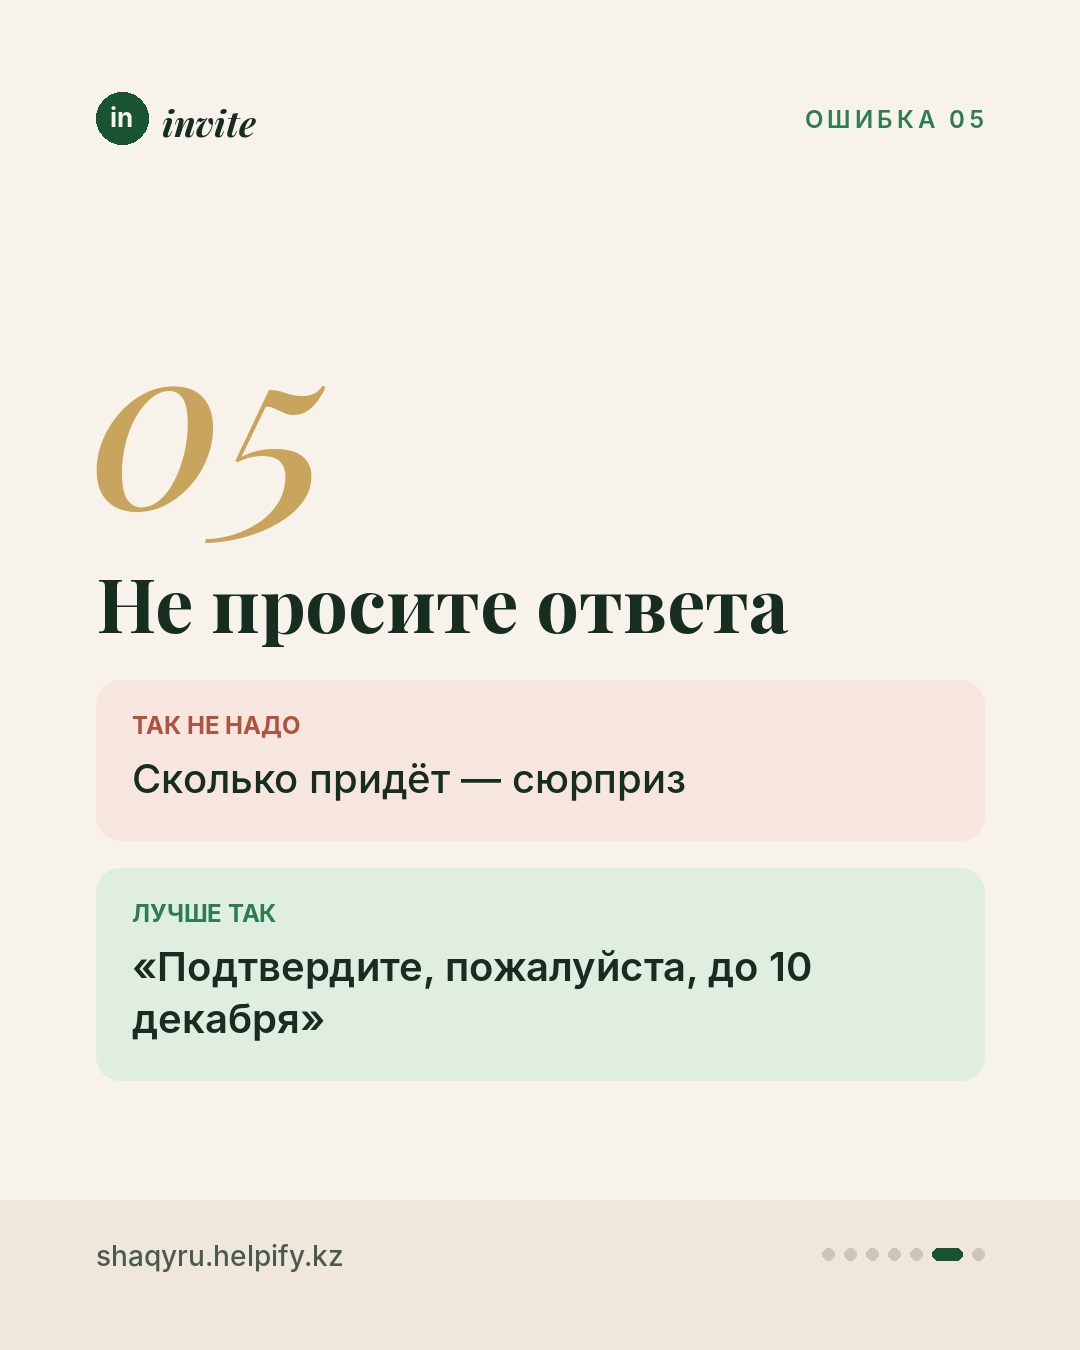 in invite
ОШИБКА 05
05
Не просите ответа
ТАК НЕ НАДО
Сколько придёт — сюрприз
ЛУЧШЕ ТАК
«Подтвердите, пожалуйста, до 10
декабря»
shaqyru.helpify.kz